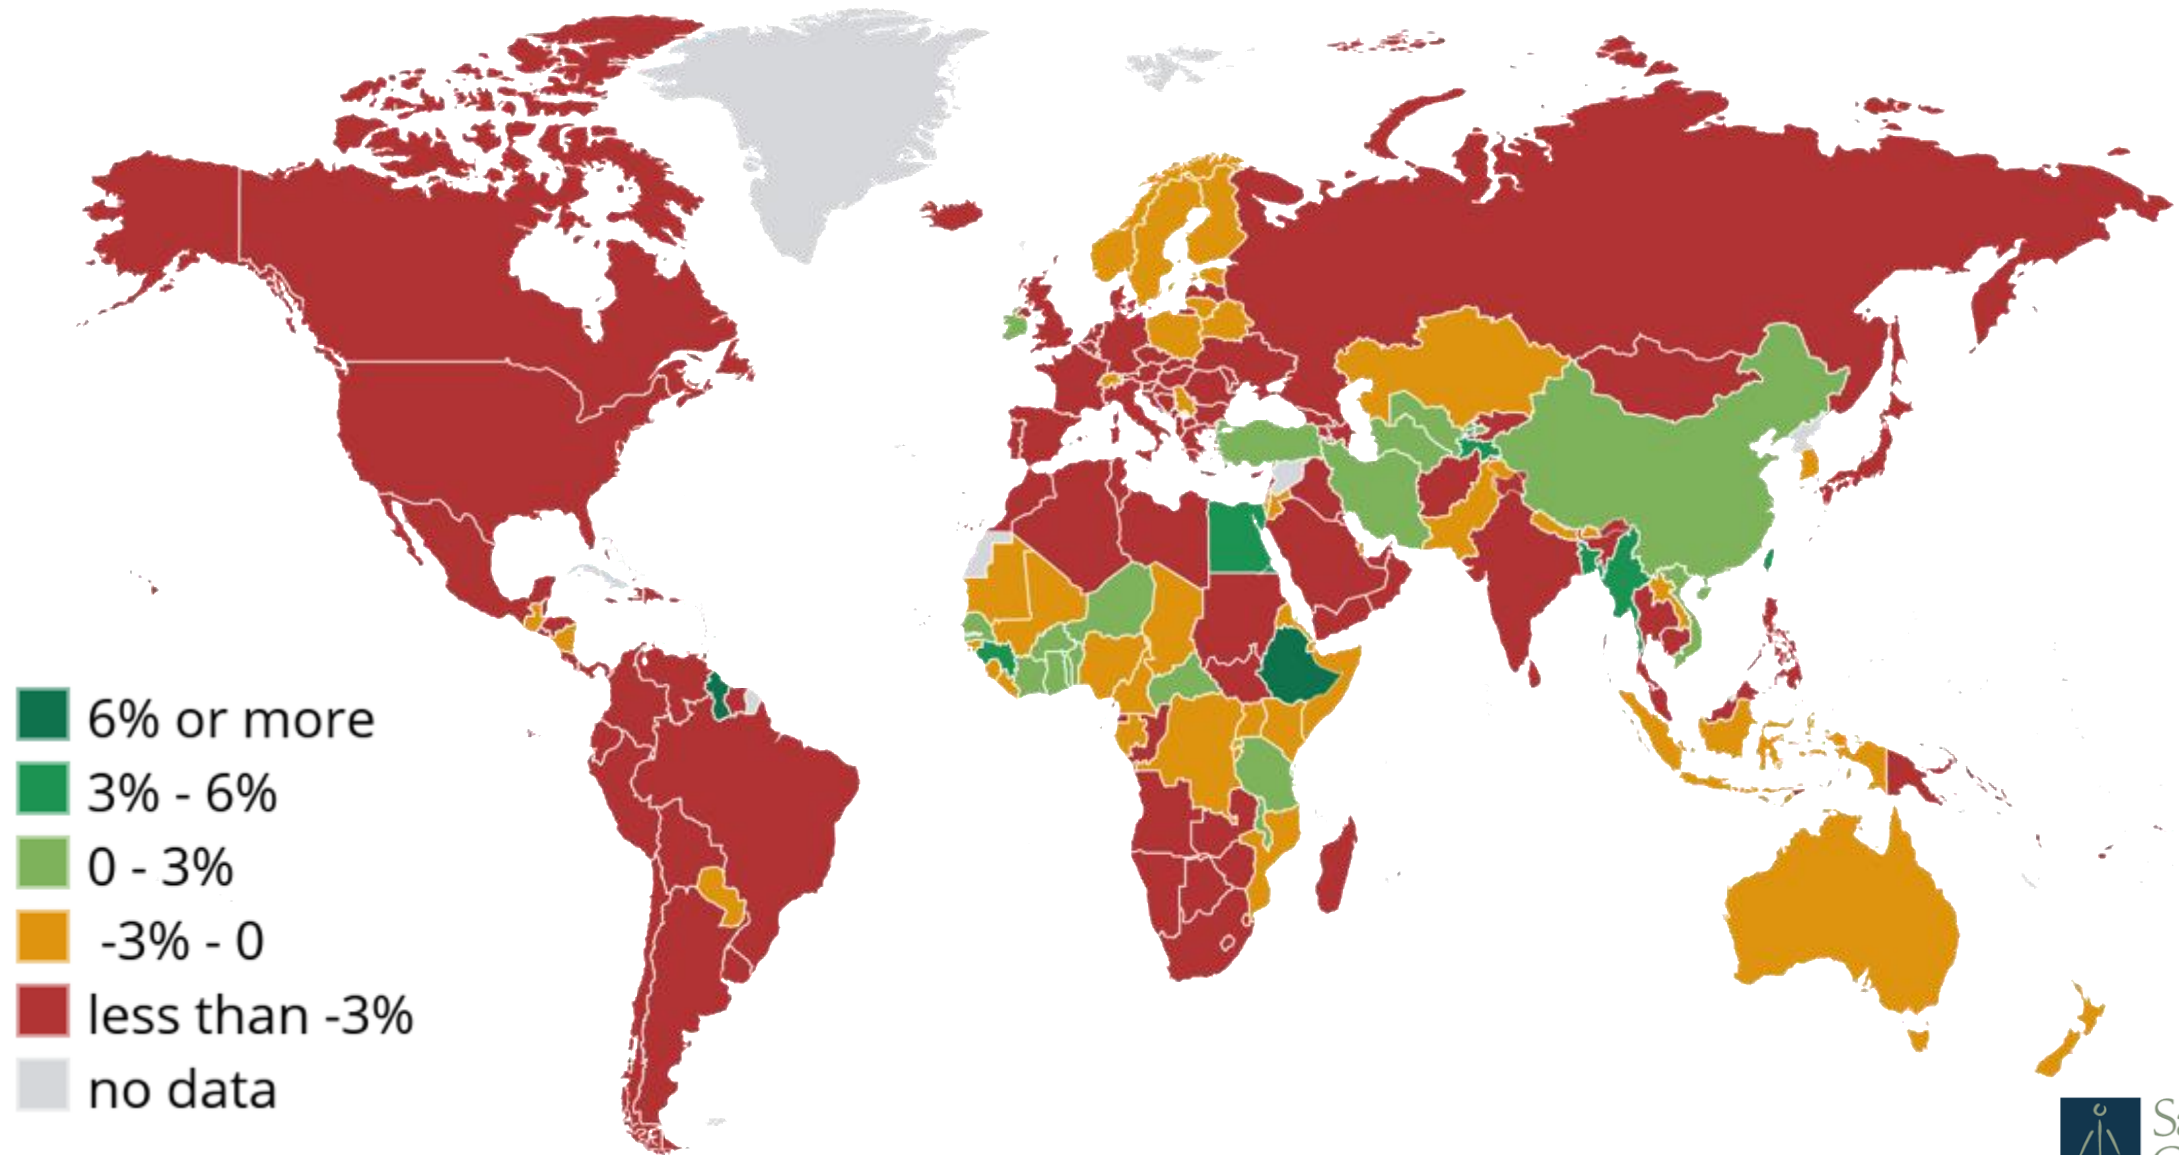 6% or more
3% - 6%
0 - 3%
-3% - 0
less than -3%
no data